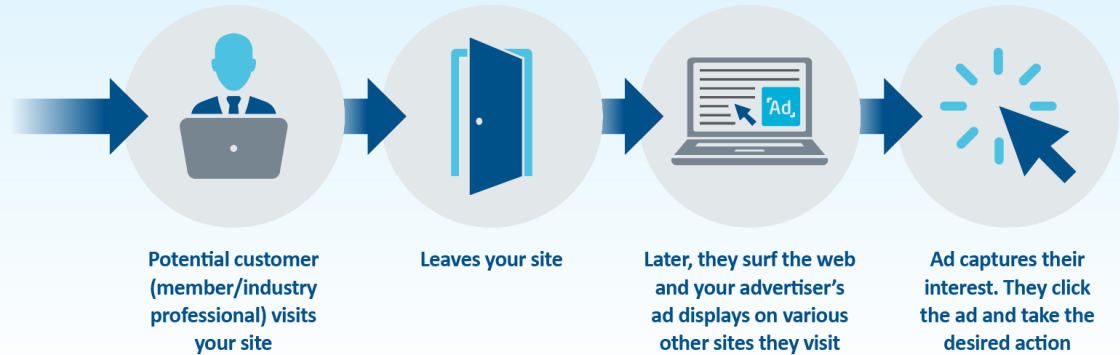 Ad
Potential customer
(member/industry
professional) visits
your site
Leaves your site
Later, they surf the web
and your advertiser's
ad displays on various
other sites they visit
Ad captures their
interest. They click
the ad and take the
desired action